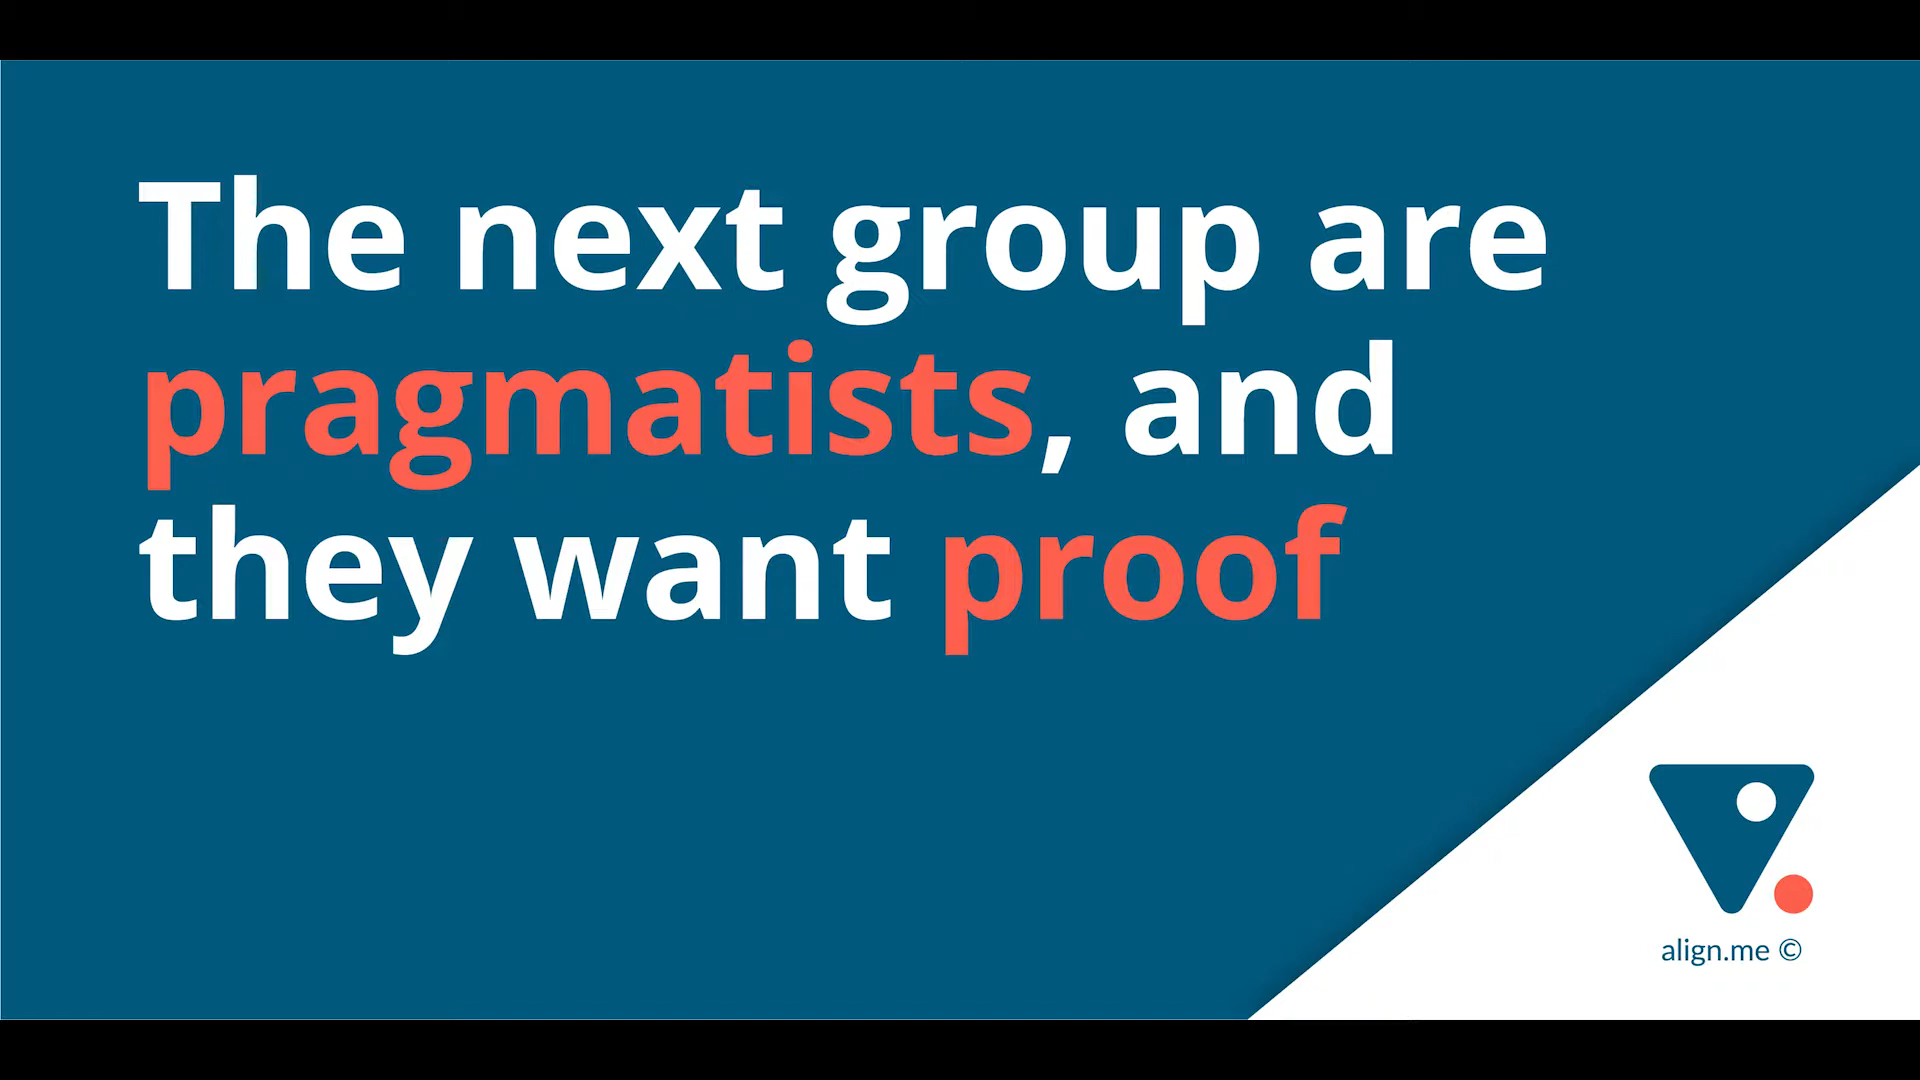 The next group are
pragmatists, and
they want proof
align.me ©